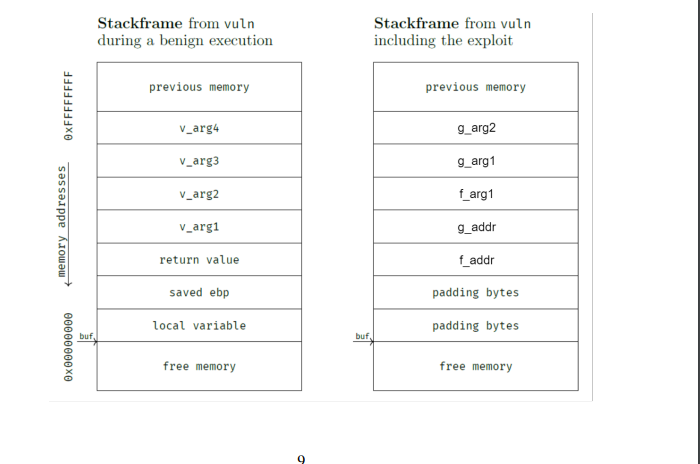 Stackframe from vuln
during a benign execution
Stackframe from vuln
including the exploit
0xFFFFFFFF
memory addresses
0x00000000
previous memory
v_arg4
v_arg3
v_arg2
v_arg1
return value
saved ebp
local variable
buf
free memory
previous memory
g_arg2
g_arg1
f_arg1
g_addr
f_addr
padding bytes
padding bytes
buf
free memory
9